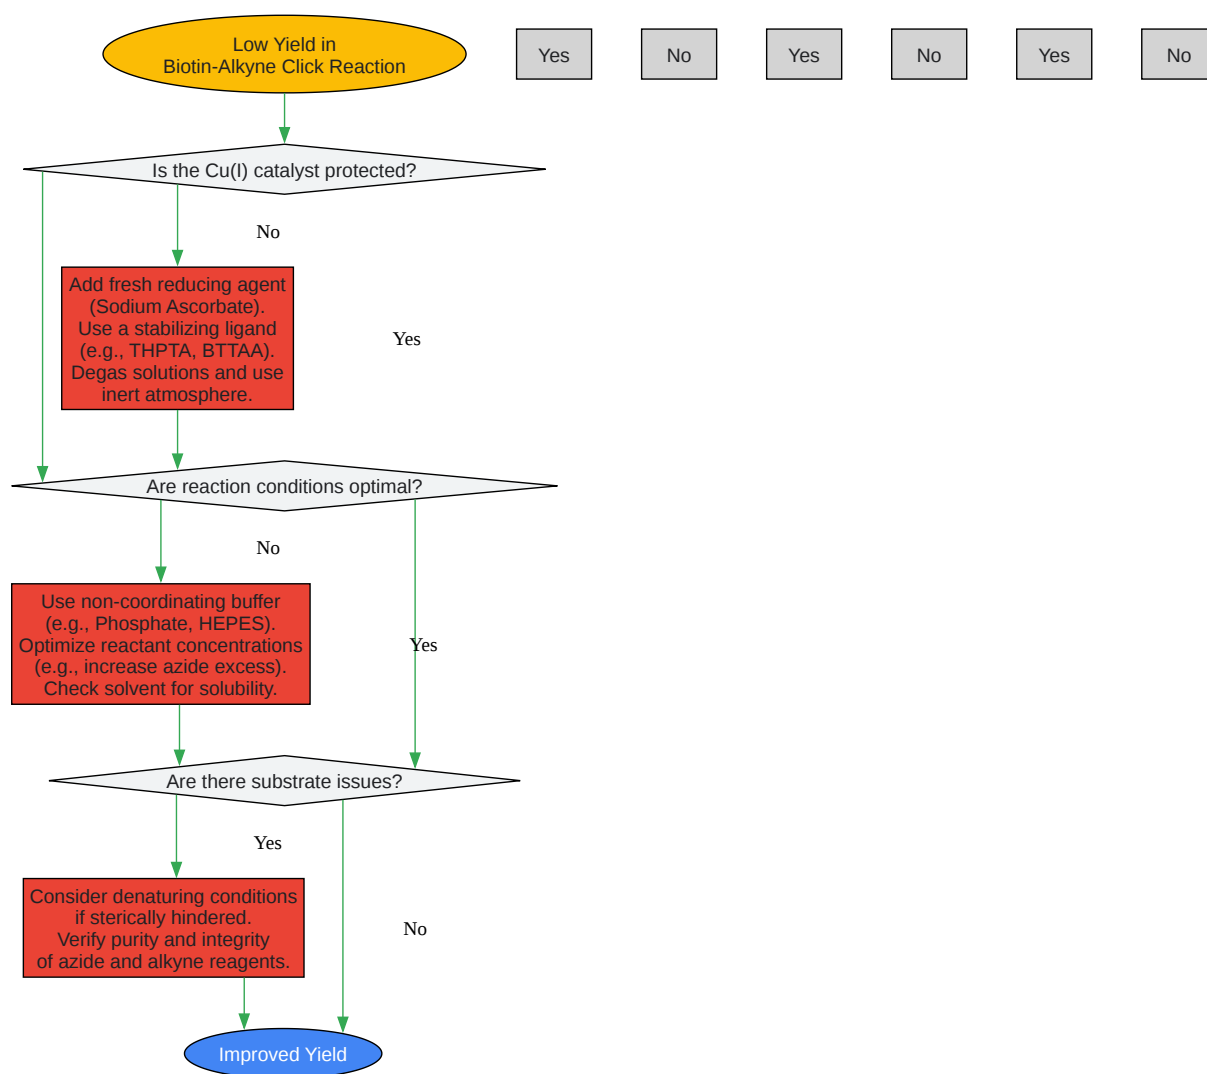 Low Yield in
Biotin-Alkyne Click Reaction
Yes
No
Yes
No
Yes
No
Is the Cu(I) catalyst protected?
No
Add fresh reducing agent
(Sodium Ascorbate).
Use a stabilizing ligand
(e.g., THPTA, BTTAA).
Degas solutions and use
inert atmosphere.
Yes
Are reaction conditions optimal?
No
Use non-coordinating buffer
(e.g., Phosphate, HEPES).
Optimize reactant concentrations
(e.g., increase azide excess).
Check solvent for solubility.
Yes
Are there substrate issues?
Yes
Consider denaturing conditions
if sterically hindered.
Verify purity and integrity
of azide and alkyne reagents.
No
Improved Yield